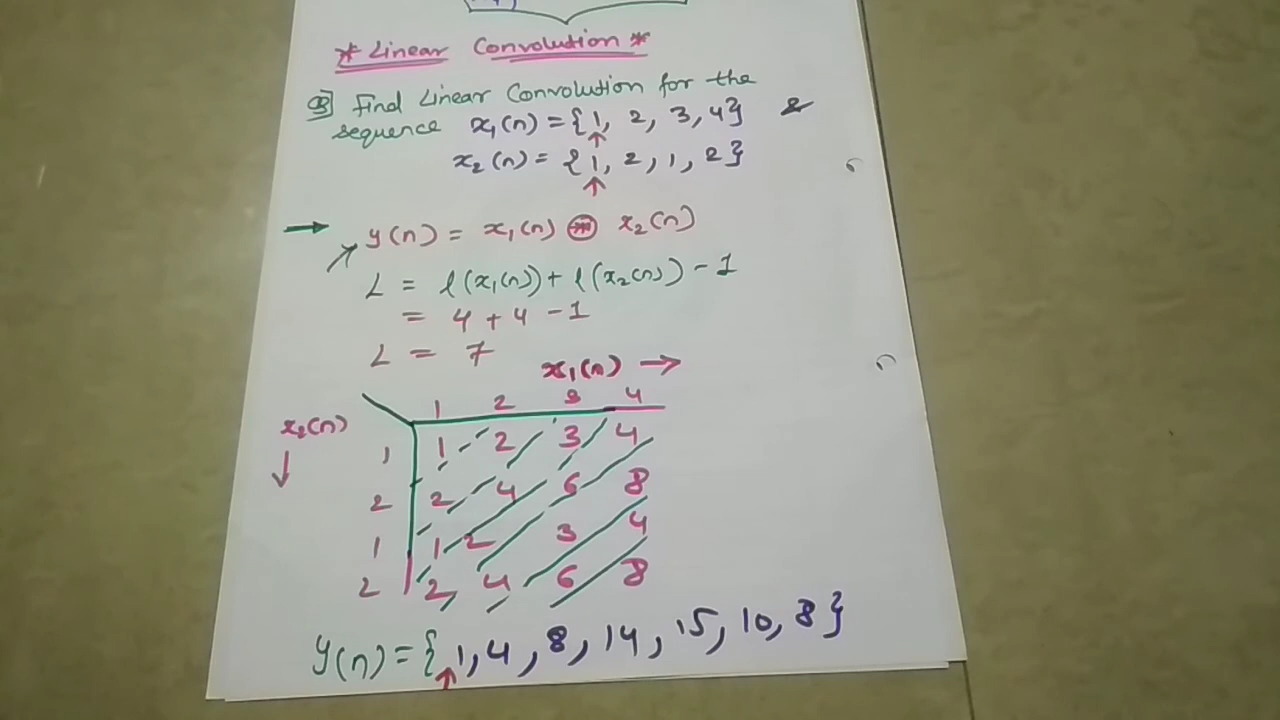 * Linear Convolution *
Q] Find Linear Convolution for the
sequence x₁(n) = {1, 2, 3, 4} &
x₂(n) = {1, 2, 1, 2}
↑
↑
→ y(n) = x₁(n) ⊛ x₂(n)
L = l(x₁(n)) + l(x₂(n)) - 1
= 4 + 4 - 1
L = 7
x₁(n) →
1 2 3 4
x₂(n) ↓
1 1 2 3 4
2 2 4 6 8
1 1 2 3 4
2 2 4 6 8
y(n) = {1, 4, 8, 14, 15, 10, 8}
↑